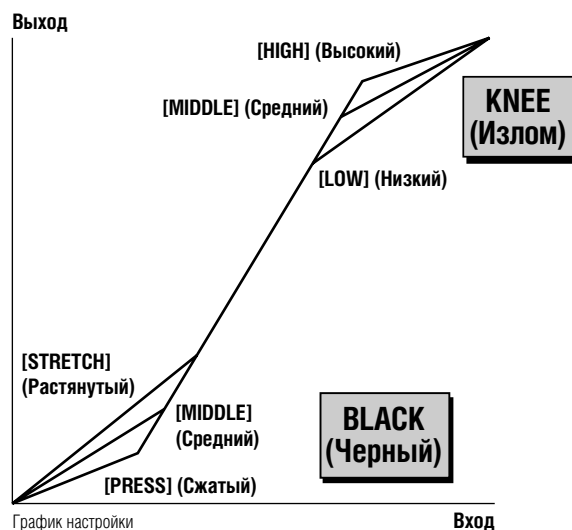 Выход
[HIGH] (Высокий)
[MIDDLE] (Средний)
KNEE
(Излом)
[LOW] (Низкий)
[STRETCH]
(Растянутый)
[MIDDLE]
(Средний)
BLACK
(Черный)
[PRESS] (Сжатый)
График настройки
Вход